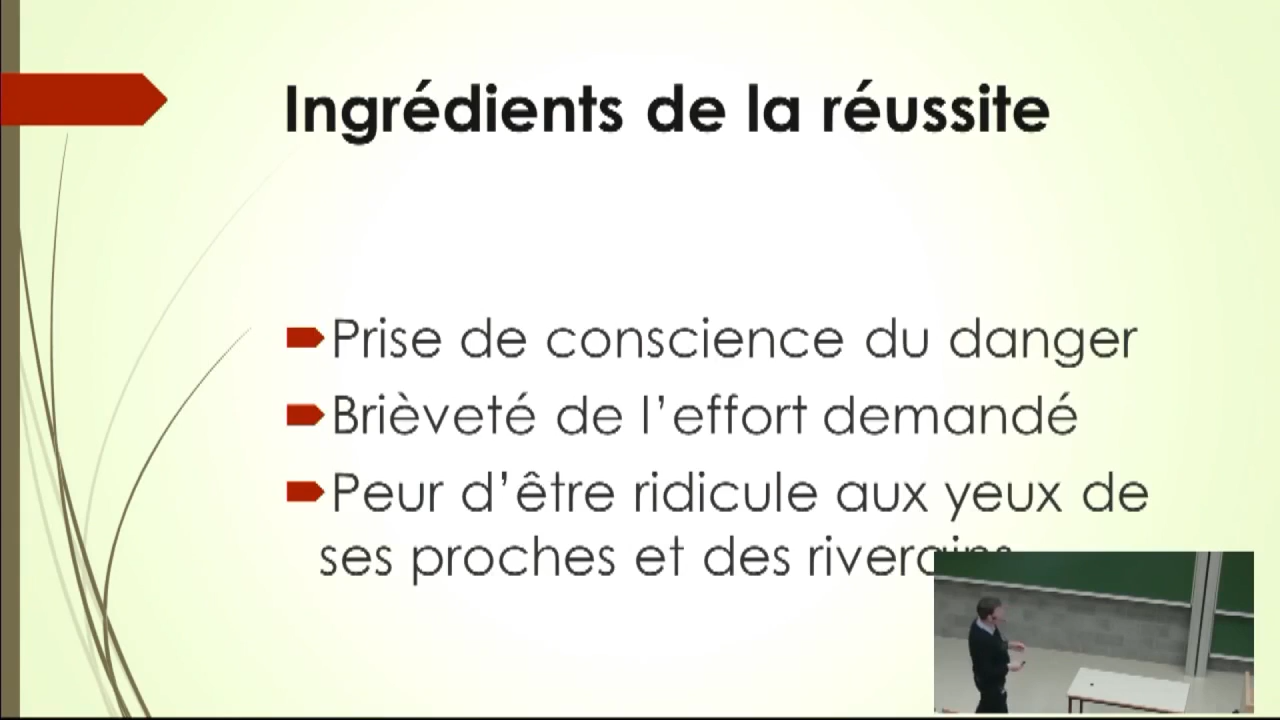 Ingrédients de la réussite
Prise de conscience du danger
Brièveté de l'effort demandé
Peur d'être ridicule aux yeux de
ses proches et des riverains